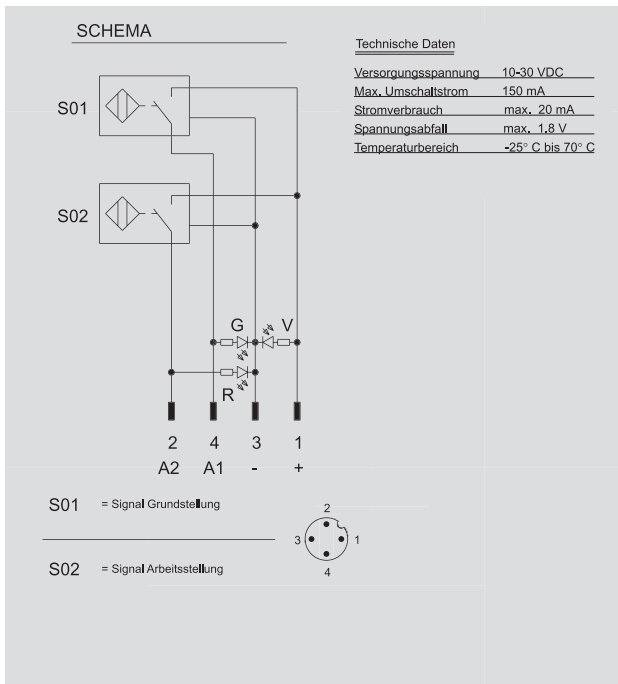 SCHEMA
Technische Daten
Versorgungsspannung 10-30 VDC
Max. Umschaltstrom 150 mA
Stromverbrauch max. 20 mA
Spannungsabfall max. 1.8 V
Temperaturbereich -25° C bis 70° C
S01
S02
G V
R
2 4 3 1
A2 A1 - +
S01 = Signal Grundstellung
S02 = Signal Arbeitsstellung
2
3 1
4